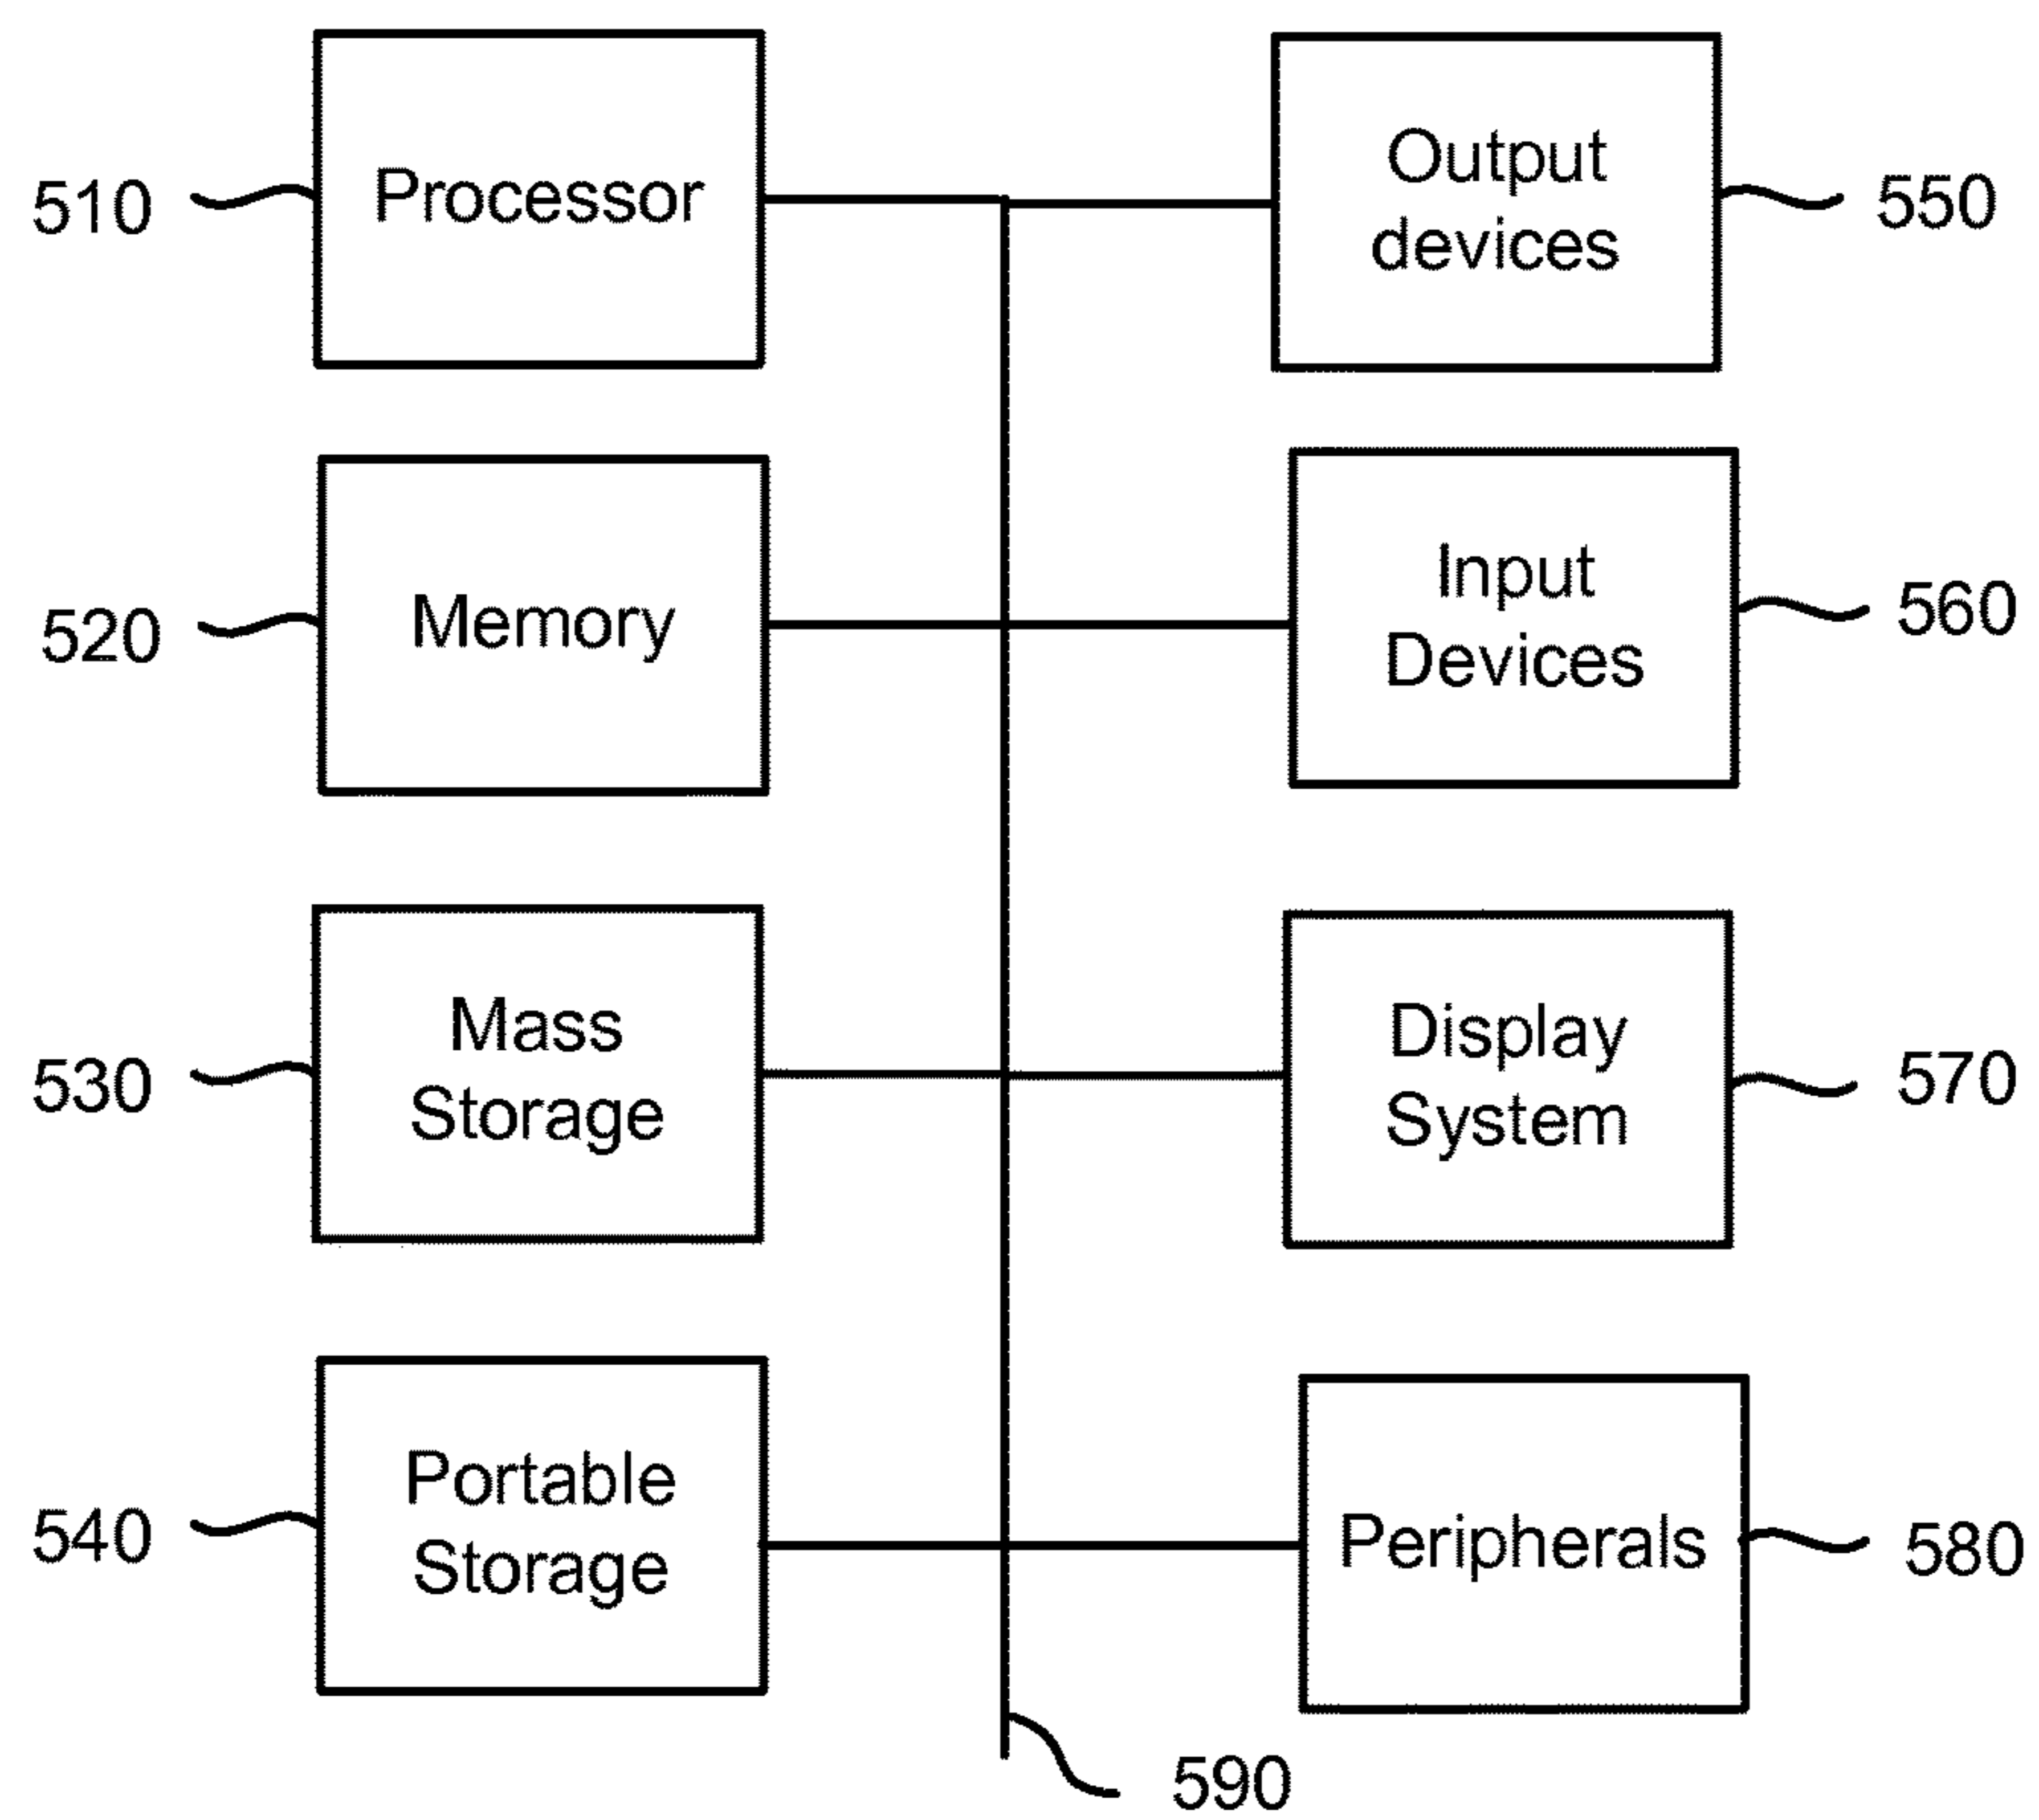 510
Processor
Output
devices
550
520
Memory
Input
Devices
560
530
Mass
Storage
Display
System
570
540
Portable
Storage
Peripherals
580
590